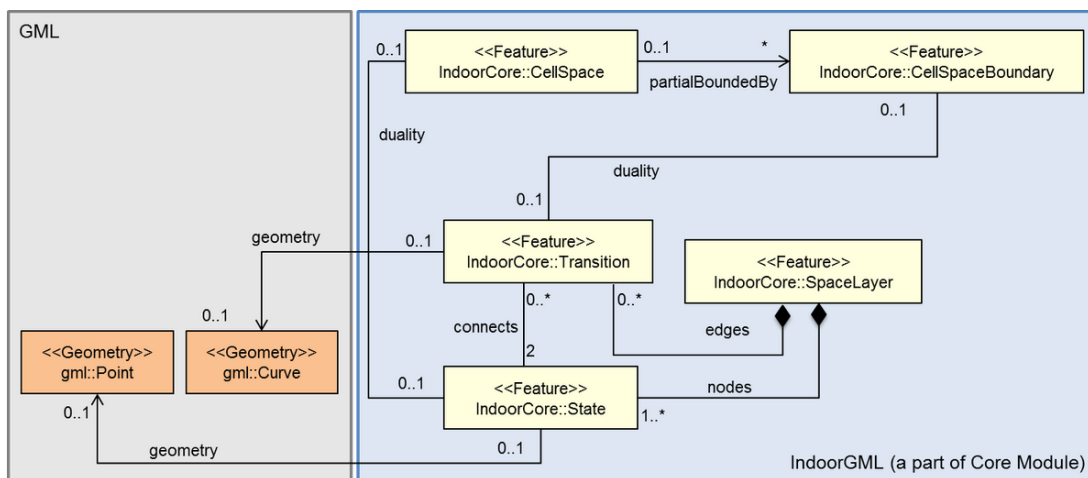 GML
<<Feature>>
IndoorCore::CellSpace
0..1
0..1
*
partialBoundedBy
<<Feature>>
IndoorCore::CellSpaceBoundary
0..1
duality
duality
0..1
<<Feature>>
IndoorCore::Transition
0..1
geometry
0..1
<<Feature>>
IndoorCore::SpaceLayer
0..*
0..*
connects
edges
2
<<Geometry>>
gml::Point
<<Geometry>>
gml::Curve
0..1
<<Feature>>
IndoorCore::State
nodes
1..*
0..1
0..1
geometry
IndoorGML (a part of Core Module)